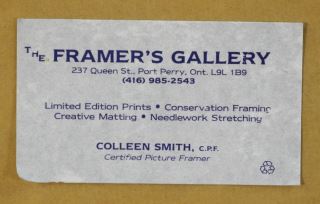 THE FRAMER'S GALLERY
237 Queen St., Port Perry, Ont. L9L 1B9
(416) 985-2543
Limited Edition Prints • Conservation Framing
Creative Matting • Needlework Stretching
COLLEEN SMITH, C.P.F.
Certified Picture Framer